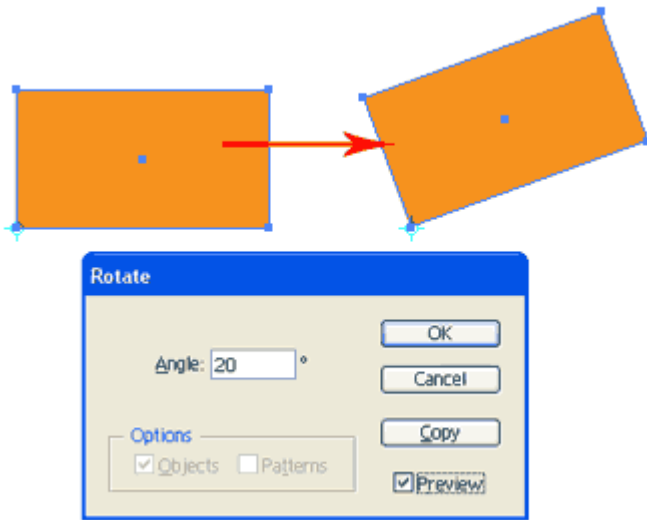 Rotate
OK
Angle: 20 °
Cancel
Options
Copy
Objects Patterns
Preview